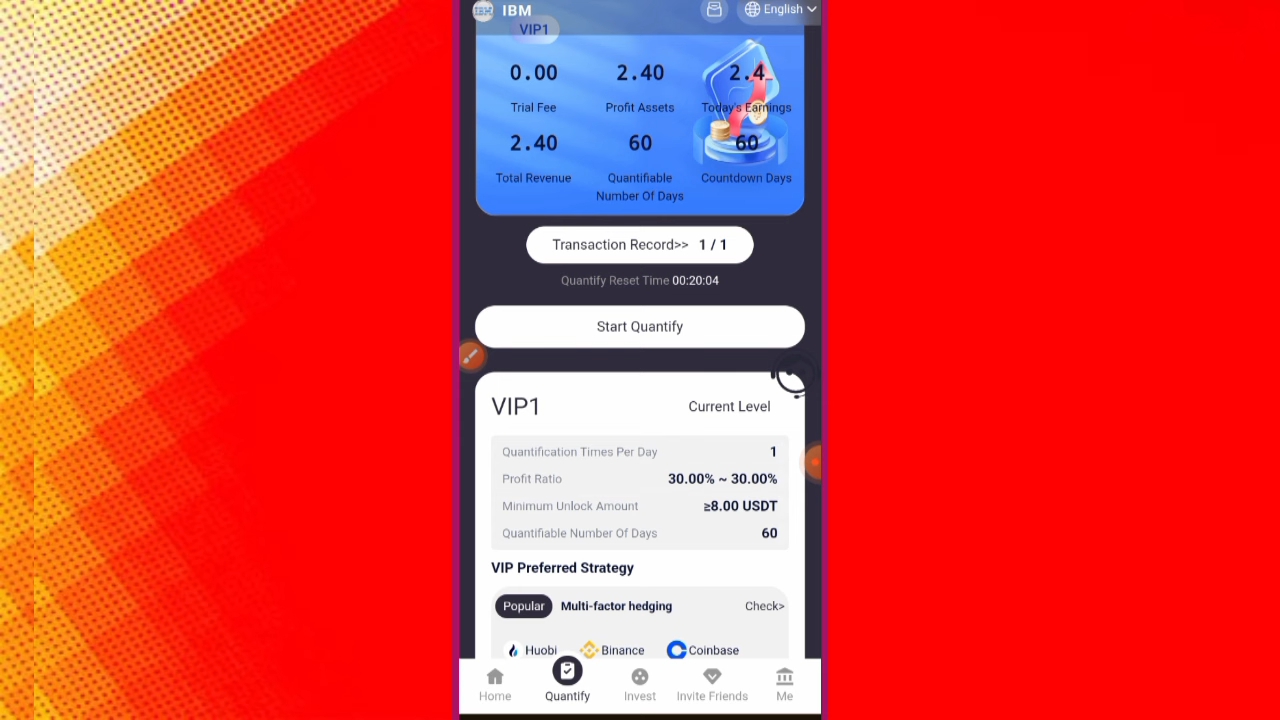 IBM
English
VIP1
0.00 2.40 2.4
Trial Fee Profit Assets Today's Earnings
2.40 60 60
Total Revenue Quantifiable Countdown Days
Number Of Days
Transaction Record>> 1 / 1
Quantify Reset Time 00:20:04
Start Quantify
VIP1 Current Level
Quantification Times Per Day 1
Profit Ratio 30.00% ~ 30.00%
Minimum Unlock Amount ≥8.00 USDT
Quantifiable Number Of Days 60
VIP Preferred Strategy
Popular Multi-factor hedging Check>
Huobi Binance Coinbase
Home Quantify Invest Invite Friends Me